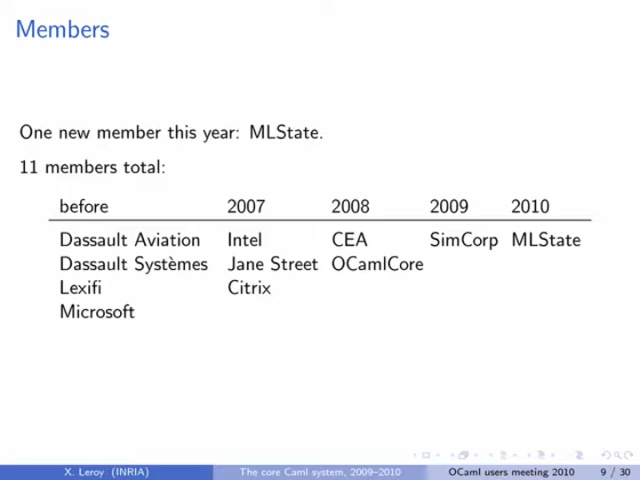 Members
One new member this year: MLState.
11 members total:
before 2007 2008 2009 2010
Dassault Aviation Intel CEA SimCorp MLState
Dassault Systèmes Jane Street OCamlCore
Lexifi Citrix
Microsoft
X. Leroy (INRIA) The core Caml system, 2009–2010 OCaml users meeting 2010 9 / 30